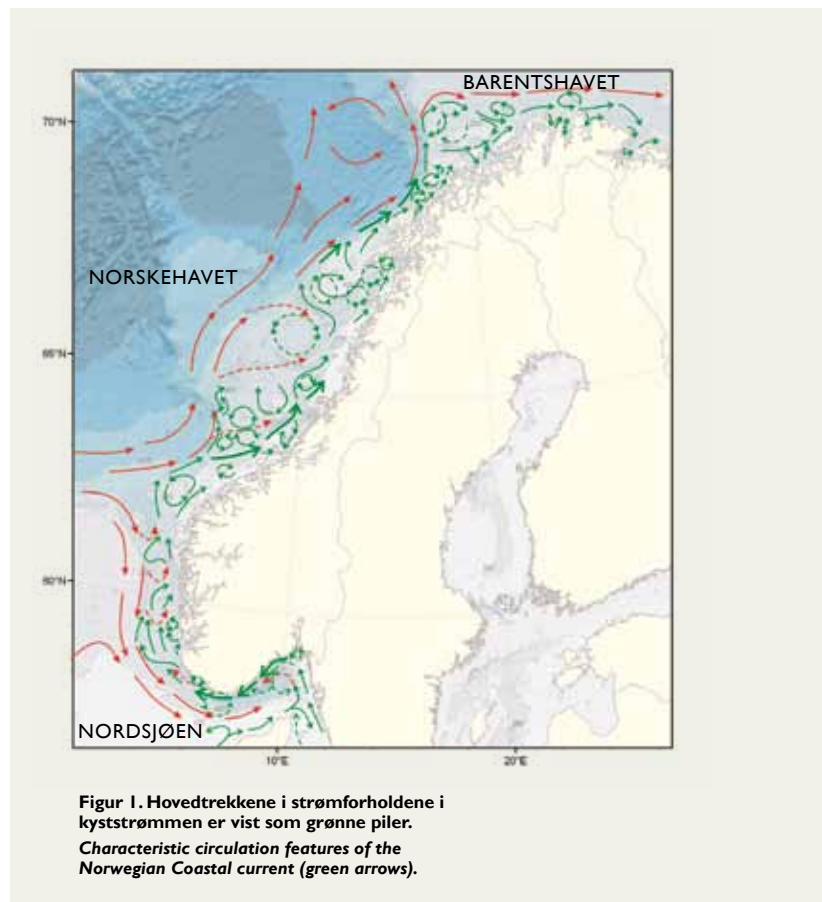 BARENTSHAVET
70°N
NORSKEHAVET
65°N
60°N
NORDSJØEN
10°E
20°E
Figur 1. Hovedtrekkene i strømforholdene i
kyststrømmen er vist som grønne piler.
Characteristic circulation features of the
Norwegian Coastal current (green arrows).